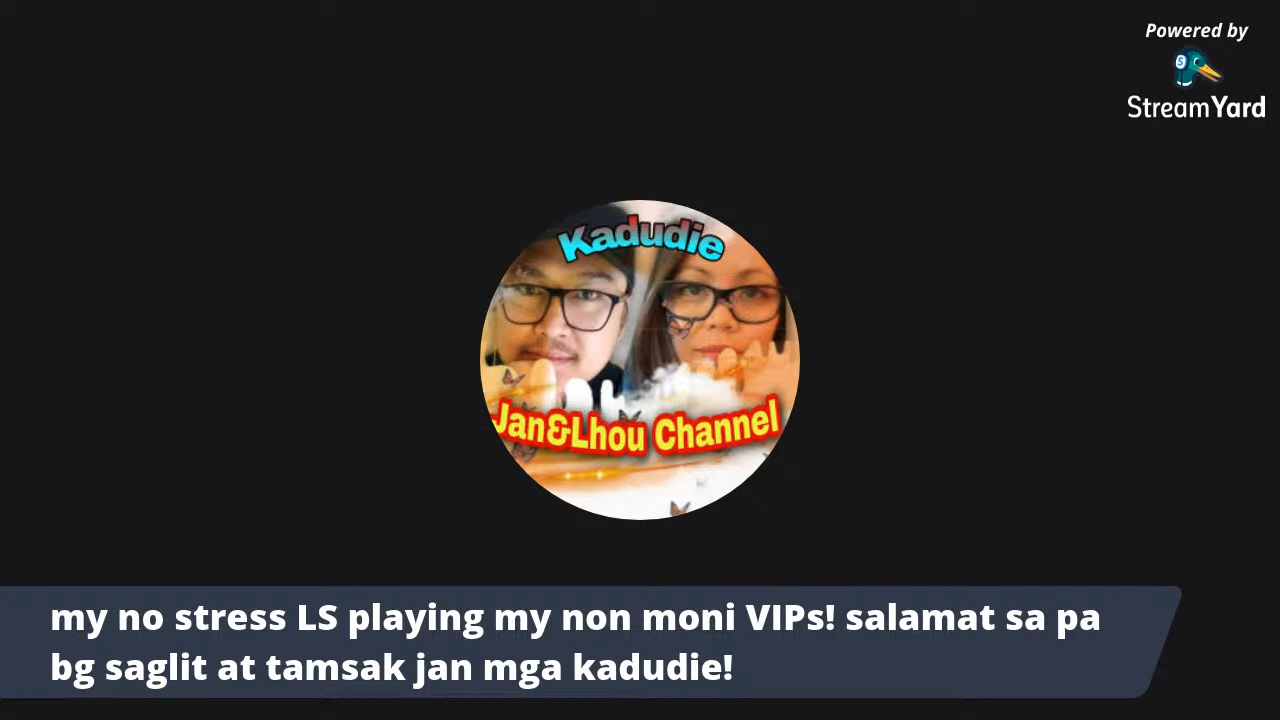 Powered by
S
StreamYard
Kadudie
Jan&Lhou Channel
my no stress LS playing my non moni VIPs! salamat sa pa
bg saglit at tamsak jan mga kadudie!